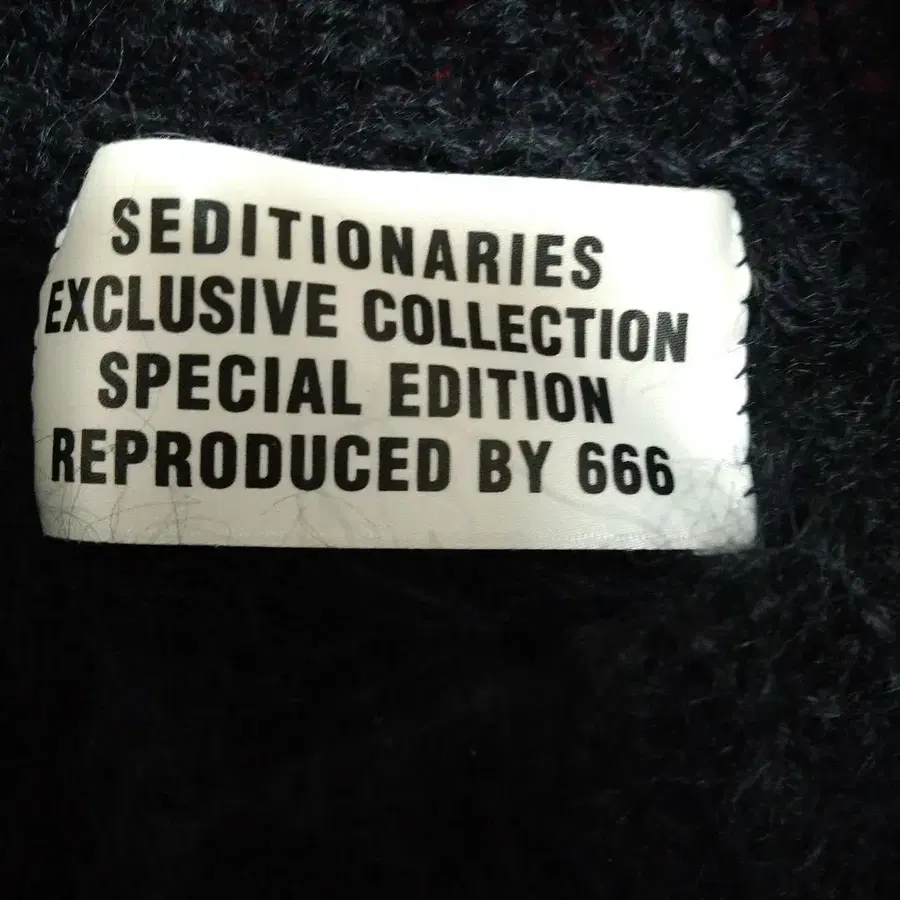 SEDITIONARIES
EXCLUSIVE COLLECTION
SPECIAL EDITION
REPRODUCED BY 666